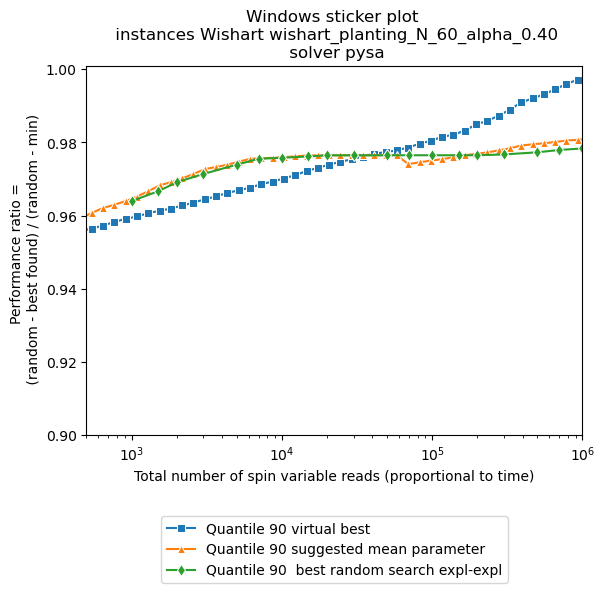 Windows sticker plot
instances Wishart wishart_planting_N_60_alpha_0.40
solver pysa
Performance ratio =
(random - best found) / (random - min)
1.00
0.98
0.96
0.94
0.92
0.90
10³
10⁴
10⁵
10⁶
Total number of spin variable reads (proportional to time)
Quantile 90 virtual best
Quantile 90 suggested mean parameter
Quantile 90  best random search expl-expl